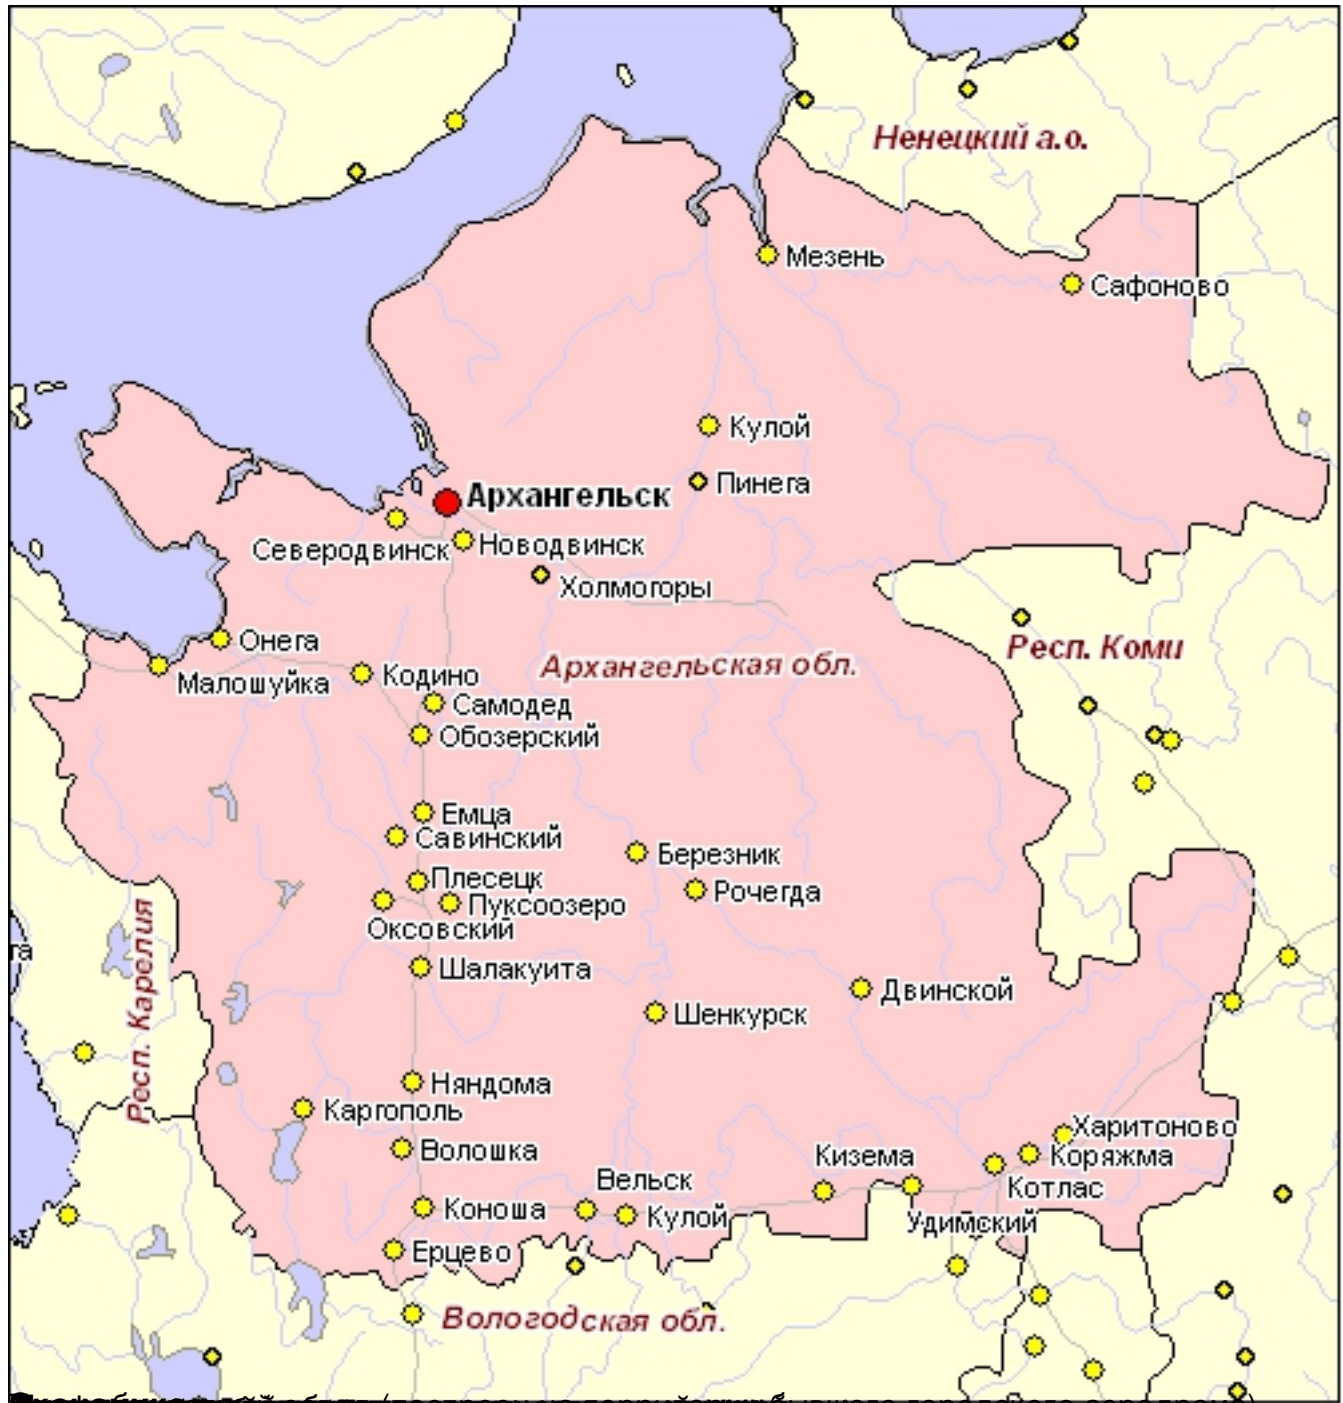 Ненецкий а.о.
Мезень
Сафоново
Кулой
Пинега
Архангельск
Северодвинск
Новодвинск
Холмогоры
Онега
Малошуйка
Кодино
Архангельская обл.
Респ. Коми
Самодед
Обозерский
Емца
Савинский
Березник
Плесецк
Рочегда
Пуксоозеро
Оксовский
та
Шалакуита
Двинской
Шенкурск
Респ. Карелия
Няндома
Каргополь
Харитоново
Волошка
Кизема
Коряжма
Вельск
Котлас
Коноша
Кулой
Удимский
Ерцево
Вологодская обл.